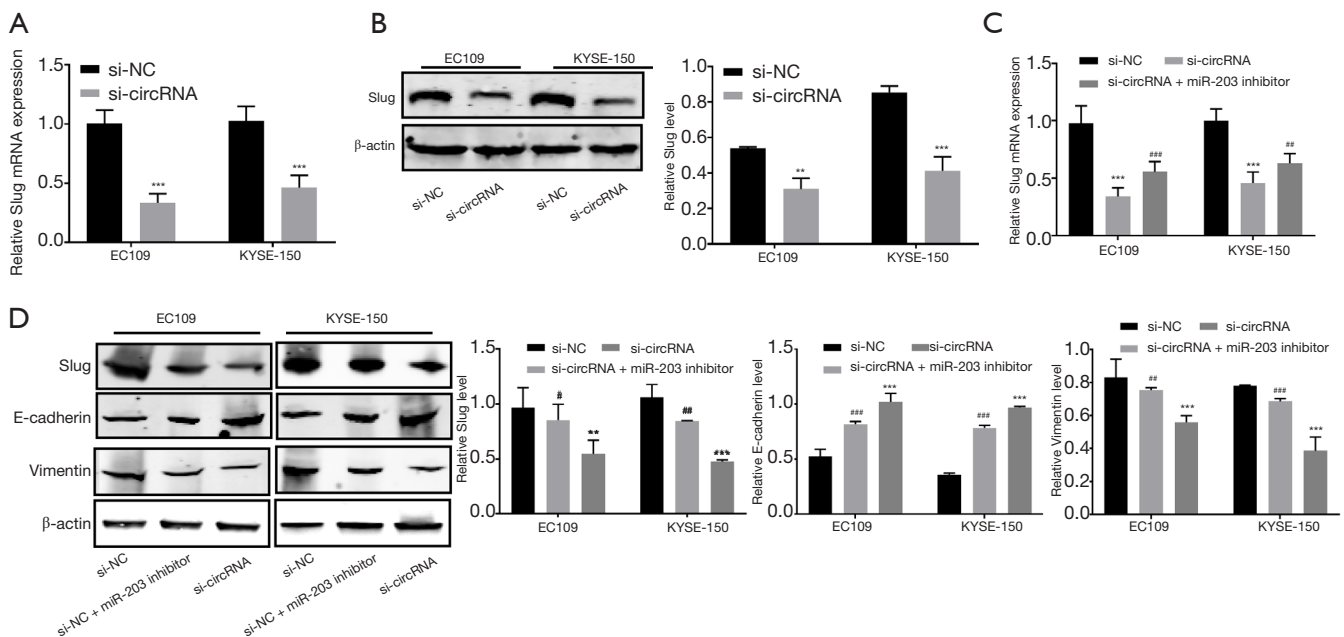 A
Relative Slug mRNA expression
1.5
1.0
0.5
0.0
si-NC
si-circRNA
***
***
EC109
KYSE-150
B
EC109
KYSE-150
Slug
β-actin
si-NC
si-circRNA
si-NC
si-circRNA
Relative Slug level
1.0
0.8
0.6
0.4
0.2
0
si-NC
si-circRNA
**
***
EC109
KYSE-150
C
si-NC
si-circRNA
si-circRNA + miR-203 inhibitor
Relative Slug mRNA expression
1.5
1.0
0.5
0.0
***
###
***
##
EC109
KYSE-150
D
EC109
KYSE-150
Slug
E-cadherin
Vimentin
β-actin
si-NC
si-NC + miR-203 inhibitor
si-circRNA
si-NC
si-NC + miR-203 inhibitor
si-circRNA
Relative Slug level
1.5
1.0
0.5
0.0
si-NC
si-circRNA
si-circRNA + miR-203 inhibitor
#
**
##
***
EC109
KYSE-150
Relative E-cadherin level
1.5
1.0
0.5
0.0
si-NC
si-circRNA
si-circRNA + miR-203 inhibitor
###
***
###
***
EC109
KYSE-150
si-NC
si-circRNA
si-circRNA + miR-203 inhibitor
Relative Vimentin level
1.0
0.8
0.6
0.4
0.2
0.0
##
***
###
***
EC109
KYSE-150